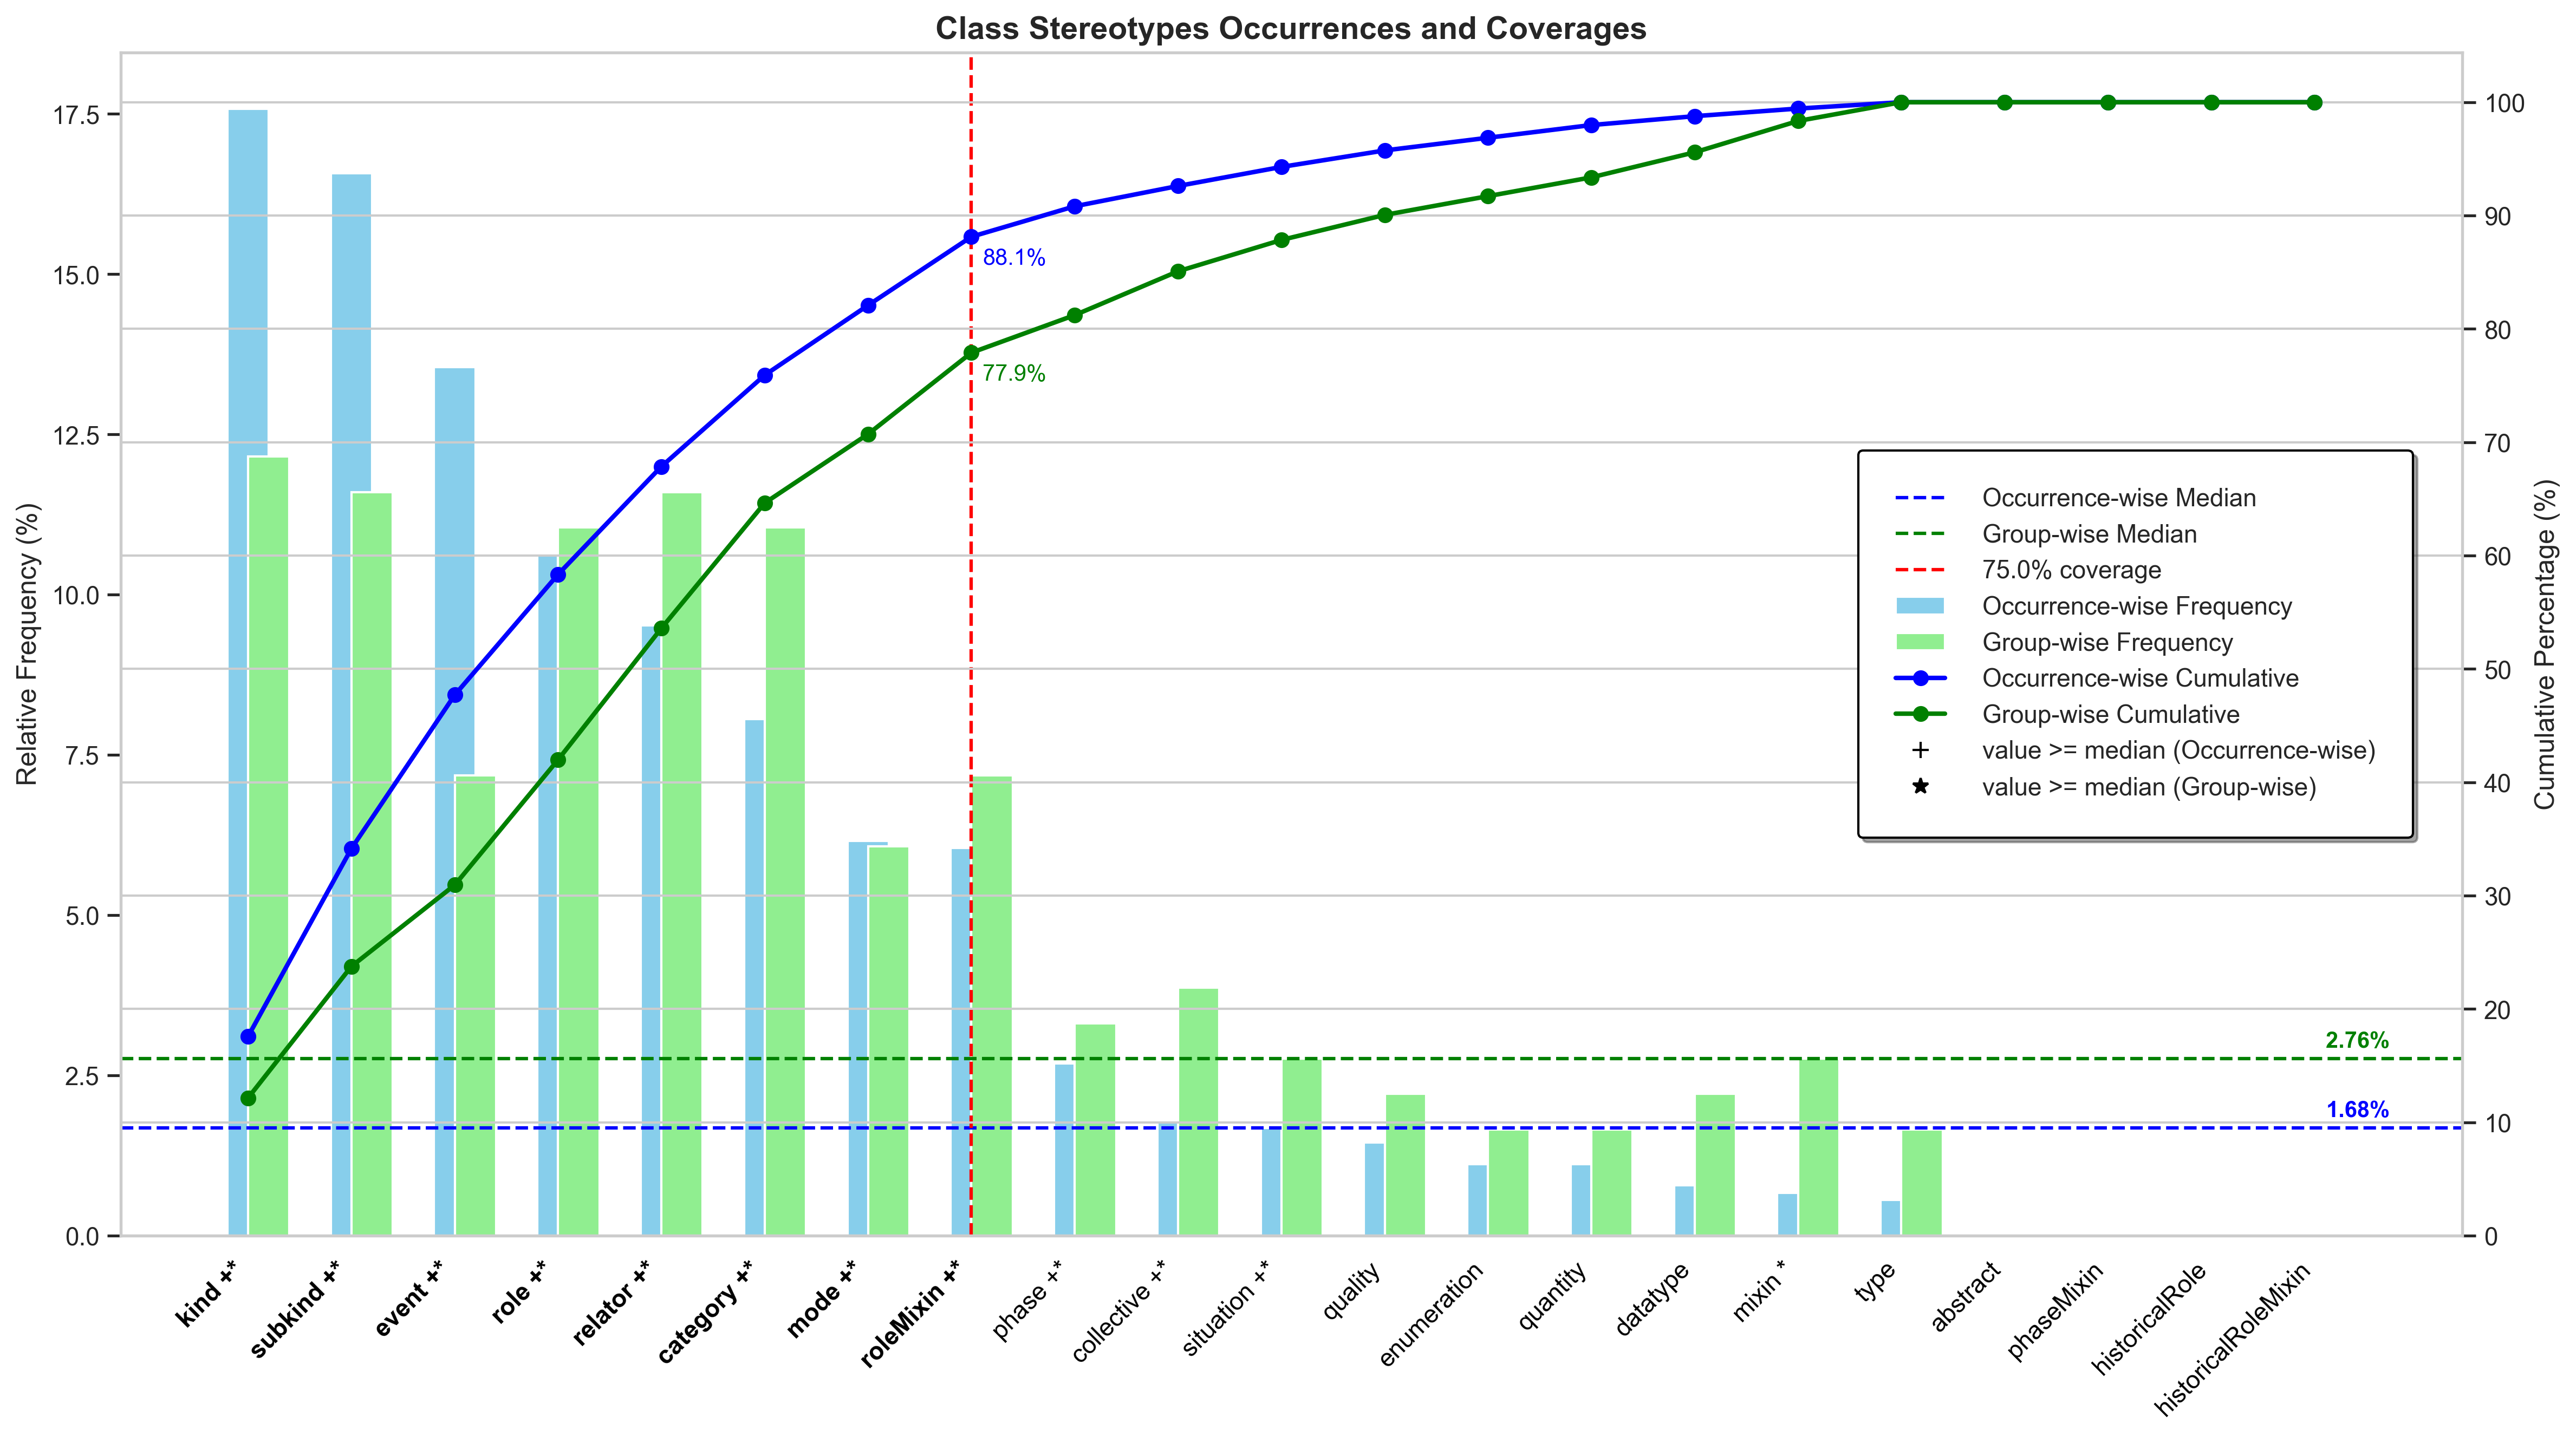 Class Stereotypes Occurrences and Coverages
Relative Frequency (%)
17.5
15.0
12.5
10.0
7.5
5.0
2.5
0.0
88.1%
77.9%
2.76%
1.68%
100
90
80
70
60
50
40
30
20
10
0
Cumulative Percentage (%)
Occurrence-wise Median
Group-wise Median
75.0% coverage
Occurrence-wise Frequency
Group-wise Frequency
Occurrence-wise Cumulative
Group-wise Cumulative
value >= median (Occurrence-wise)
value >= median (Group-wise)
kind +*
subkind +*
event +*
role +*
relator +*
category +*
mode +*
roleMixin +*
phase +*
collective +*
situation +*
quality
enumeration
quantity
datatype
mixin *
type
abstract
phaseMixin
historicalRole
historicalRoleMixin